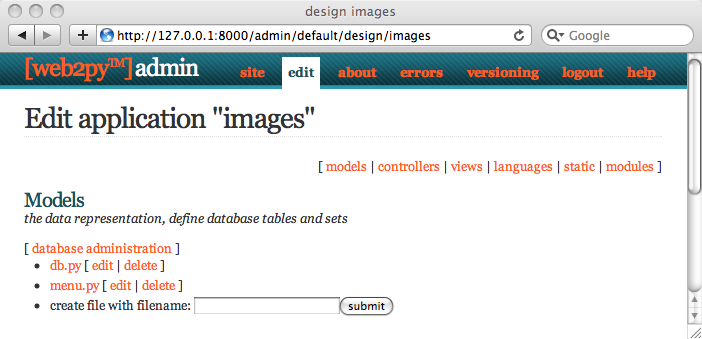 design images
http://127.0.0.1:8000/admin/default/design/images
Google
[web2py™] admin site edit about errors versioning logout help
Edit application "images"
[ models | controllers | views | languages | static | modules ]
Models
the data representation, define database tables and sets
[ database administration ]
• db.py [ edit | delete ]
• menu.py [ edit | delete ]
• create file with filename: submit